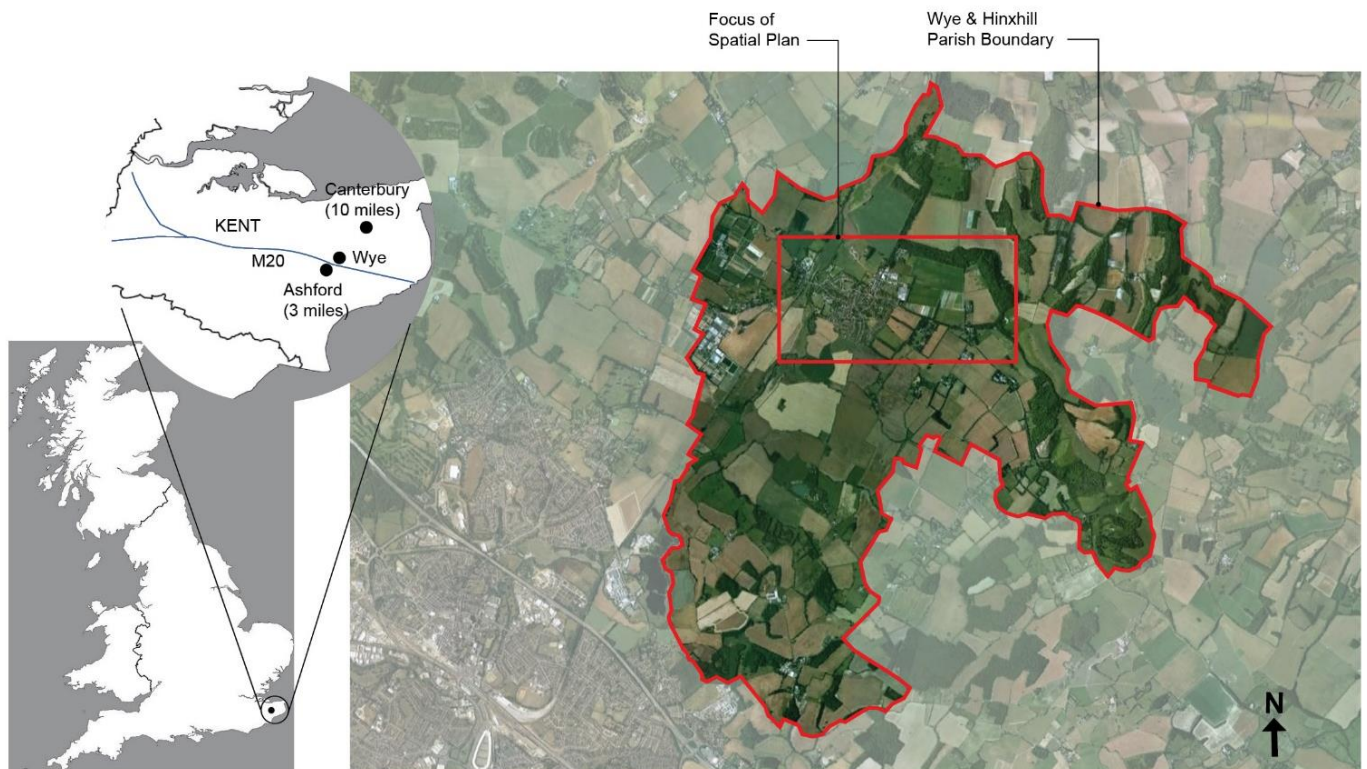 Focus of
Spatial Plan
Wye & Hinxhill
Parish Boundary
Canterbury
(10 miles)
KENT
Wye
M20
Ashford
(3 miles)
N